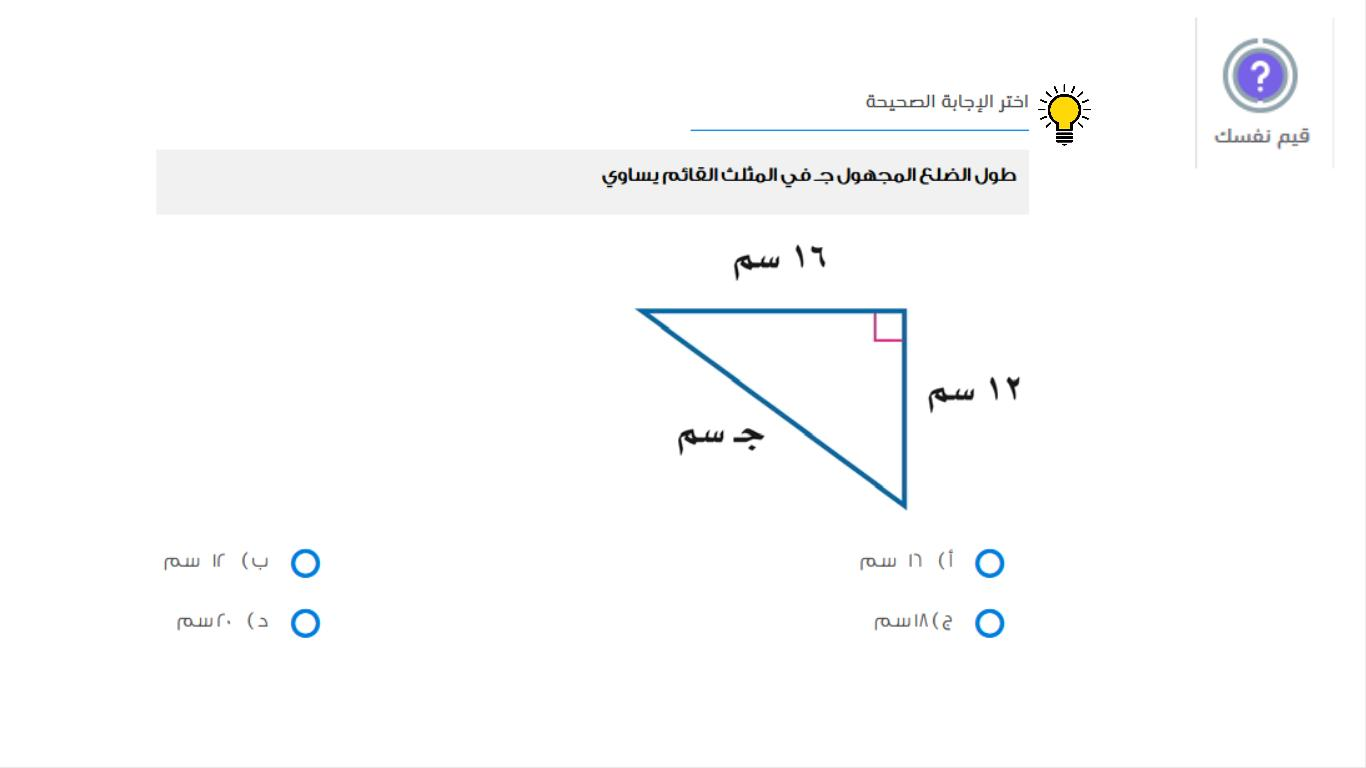 قيم نفسك
اختر الإجابة الصحيحة
طول الضلع المجهول جـ في المثلث القائم يساوي
١٦ سم
١٢ سم
جـ سم
أ) ١٦ سم
ب) ١٢ سم
ج)١٨سم
د) ٢٠سم